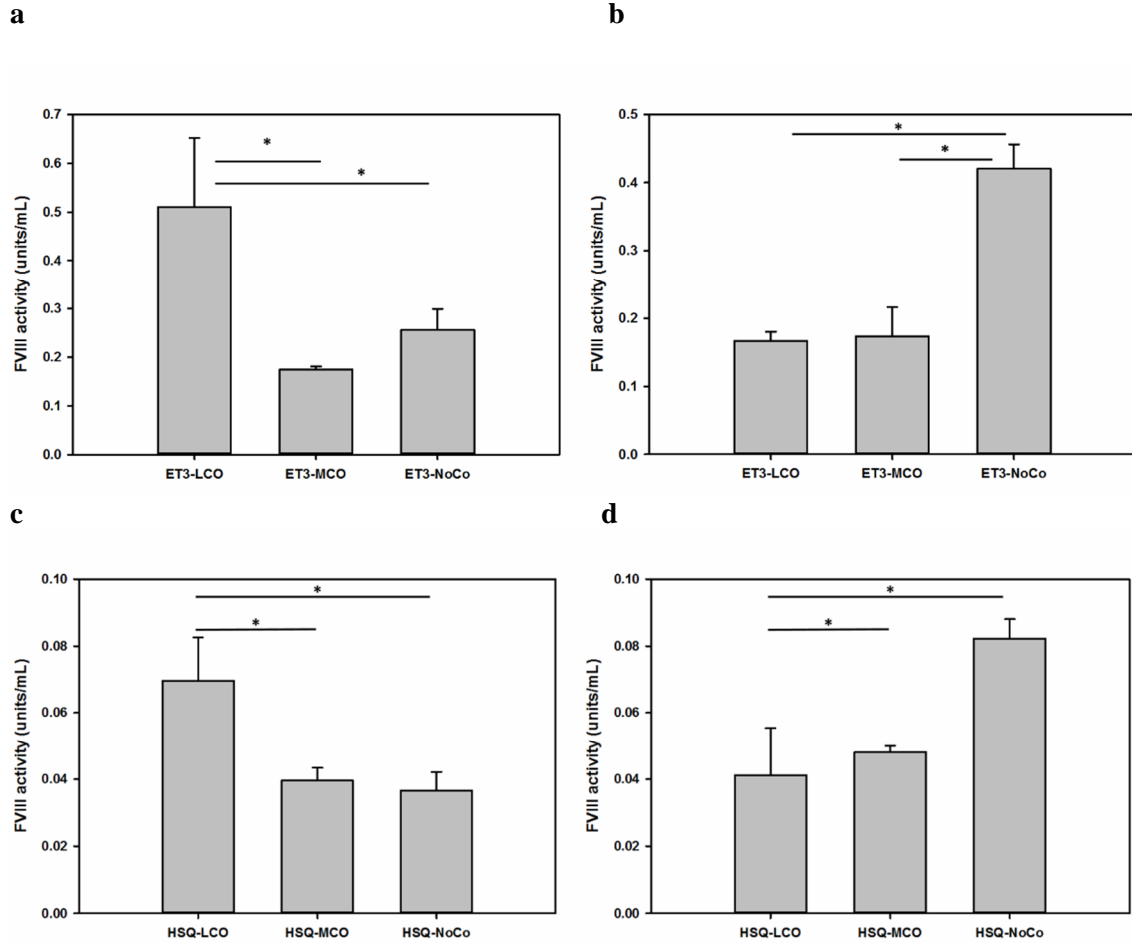 a
b
FVIII activity (units/mL)
0.7
0.6
0.5
0.4
0.3
0.2
0.1
0.0
*
*
ET3-LCO ET3-MCO ET3-NoCo
FVIII activity (units/mL)
0.5
0.4
0.3
0.2
0.1
0.0
*
*
ET3-LCO ET3-MCO ET3-NoCo
c
d
FVIII activity (units/mL)
0.10
0.08
0.06
0.04
0.02
0.00
*
*
HSQ-LCO HSQ-MCO HSQ-NoCo
FVIII activity (units/mL)
0.10
0.08
0.06
0.04
0.02
0.00
*
*
HSQ-LCO HSQ-MCO HSQ-NoCo